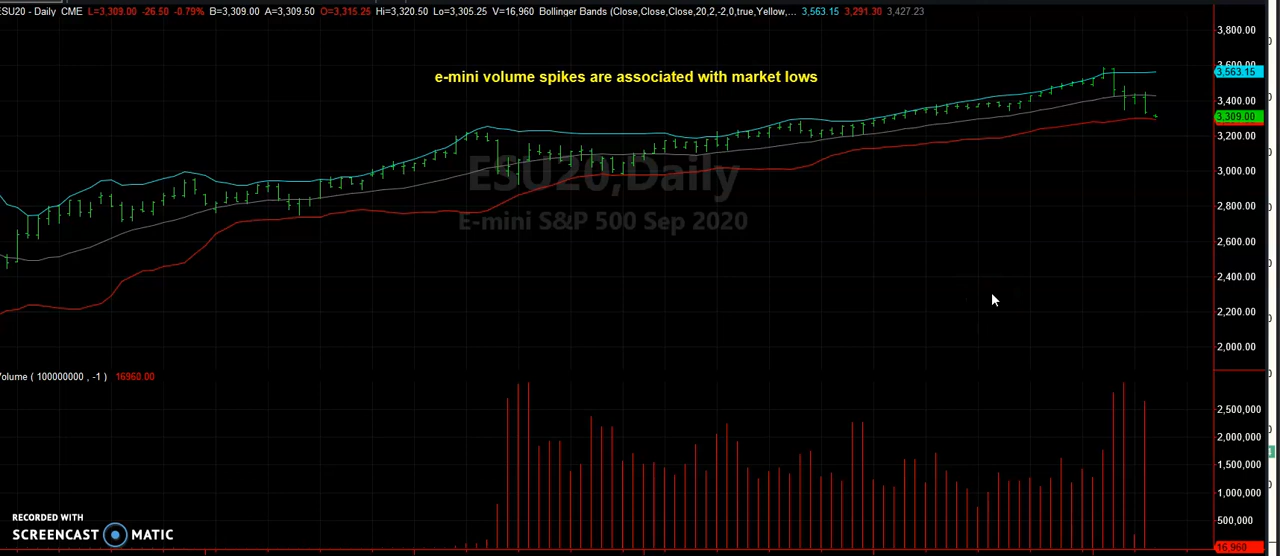 ESU20 - Daily CME L=3,309.00 -26.50 -0.79% B=3,309.00 A=3,309.50 O=3,315.25 Hi=3,320.50 Lo=3,305.25 V=16,960 Bollinger Bands (Close,Close,Close,20,2,-2,0,true,Yellow,... 3,563.15 3,291.30 3,427.23
3,800.00
e-mini volume spikes are associated with market lows
3,600.00
3,563.15
3,400.00
3,309.00
3,200.00
ESU20,Daily
3,000.00
E-mini S&P 500 Sep 2020
2,800.00
2,600.00
2,400.00
2,200.00
2,000.00
Volume ( 100000000 , -1 ) 16960.00
2,500,000
2,000,000
1,500,000
1,000,000
500,000
RECORDED WITH
SCREENCAST MATIC
16,960